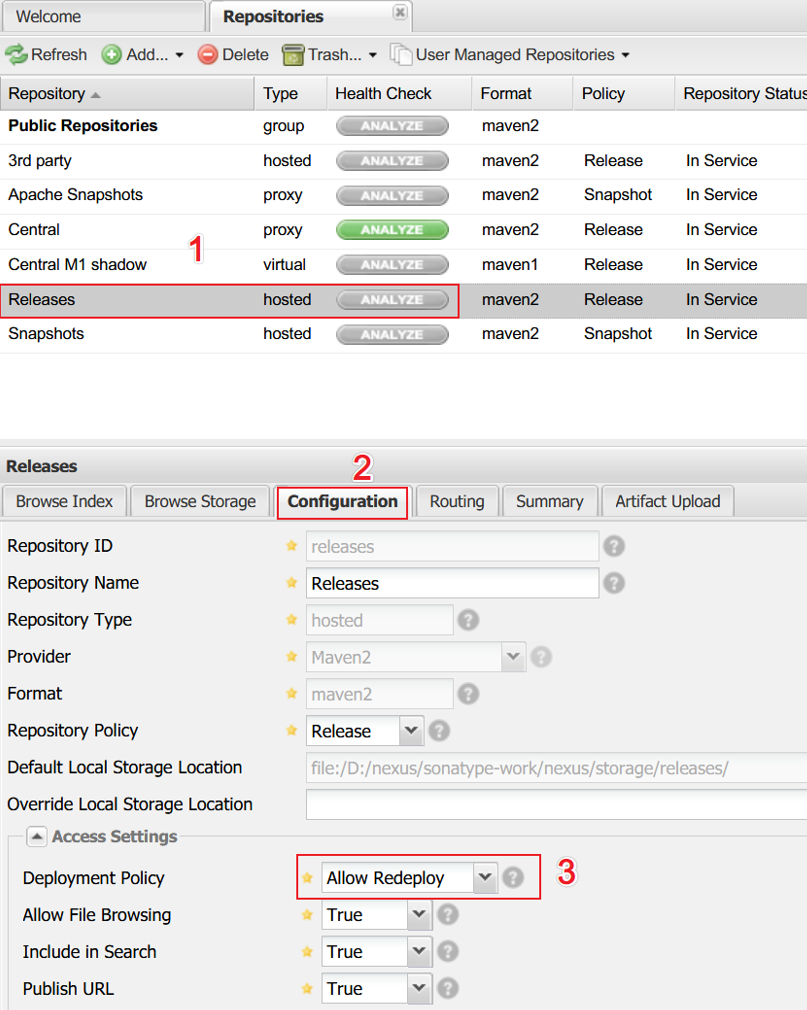 Welcome Repositories
Refresh Add... Delete Trash... User Managed Repositories
Repository Type Health Check Format Policy Repository Status
Public Repositories group ANALYZE maven2
3rd party hosted ANALYZE maven2 Release In Service
Apache Snapshots proxy ANALYZE maven2 Snapshot In Service
Central proxy ANALYZE maven2 Release In Service
1
Central M1 shadow virtual ANALYZE maven1 Release In Service
Releases hosted ANALYZE maven2 Release In Service
Snapshots hosted ANALYZE maven2 Snapshot In Service
Releases 2
Browse Index Browse Storage Configuration Routing Summary Artifact Upload
Repository ID releases ?
Repository Name Releases ?
Repository Type hosted ?
Provider Maven2 ?
Format maven2 ?
Repository Policy Release ?
Default Local Storage Location file:/D:/nexus/sonatype-work/nexus/storage/releases/
Override Local Storage Location
Access Settings
Deployment Policy Allow Redeploy ? 3
Allow File Browsing True ?
Include in Search True ?
Publish URL True ?